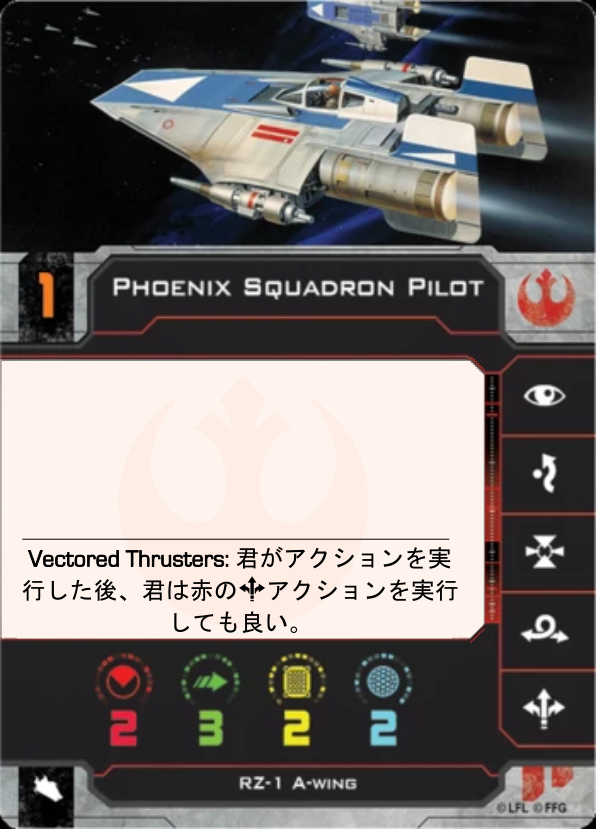 1
PHOENIX SQUADRON PILOT
Vectored Thrusters: 君がアクションを実
行した後、君は赤のアクションを実行
しても良い。
2 3 2 2
RZ-1 A-WING
©LFL ©FFG